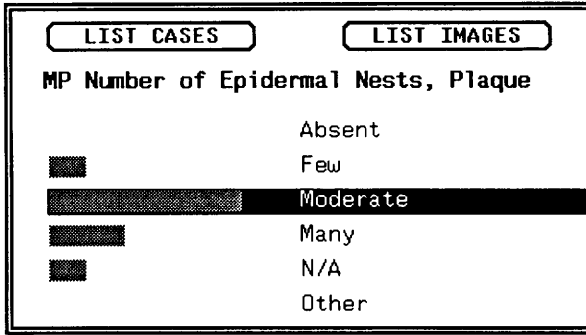 LIST CASES LIST IMAGES
MP Number of Epidermal Nests, Plaque
Absent
Few
Moderate
Many
N/A
Other